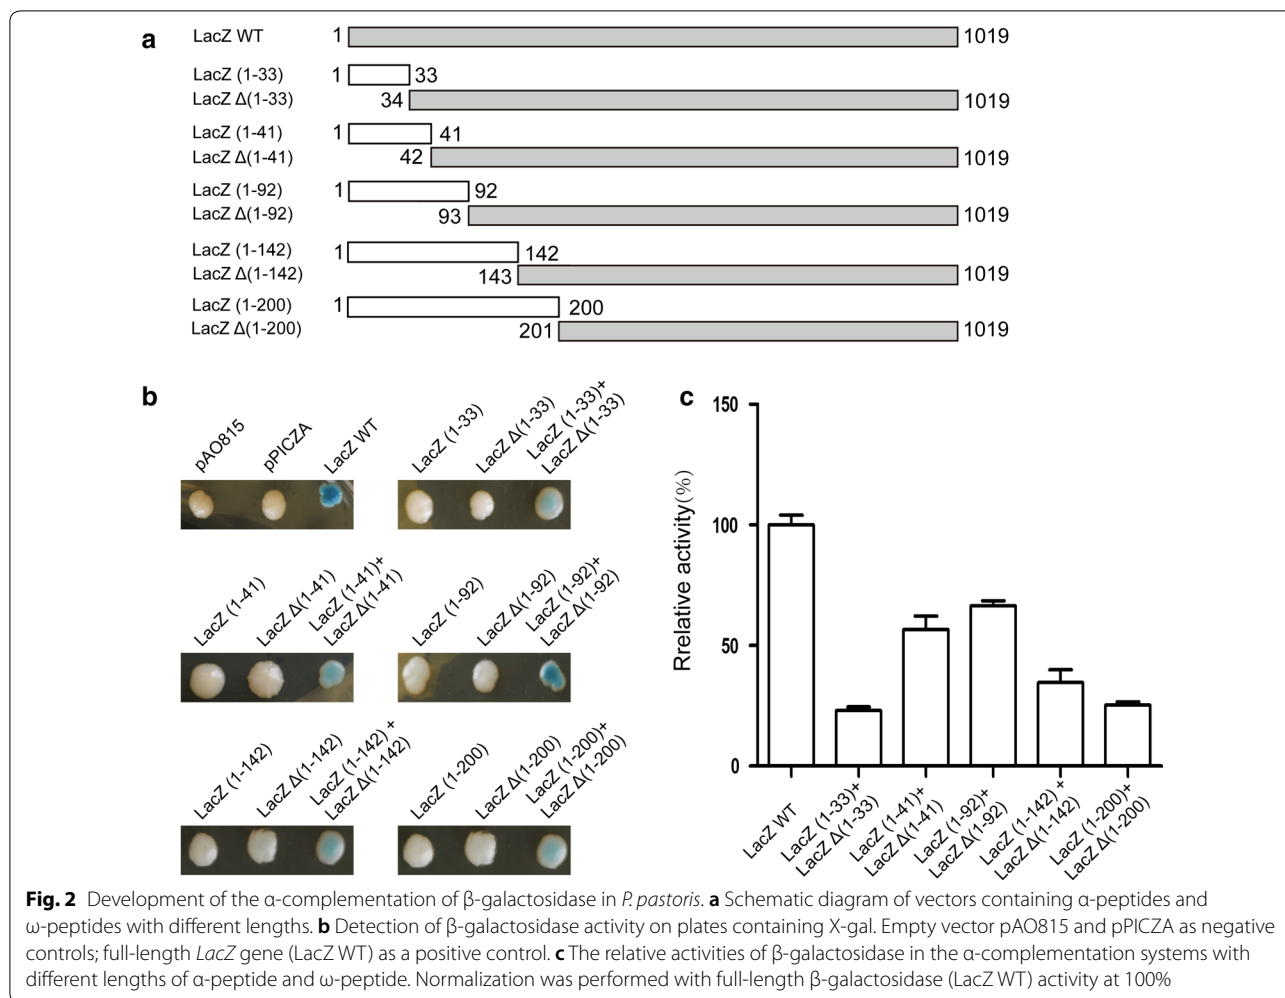 a
LacZ WT 1 1019
LacZ (1-33) 1 33
LacZ Δ(1-33) 34 1019
LacZ (1-41) 1 41
LacZ Δ(1-41) 42 1019
LacZ (1-92) 1 92
LacZ Δ(1-92) 93 1019
LacZ (1-142) 1 142
LacZ Δ(1-142) 143 1019
LacZ (1-200) 1 200
LacZ Δ(1-200) 201 1019
b
pAO815
pPICZA
LacZ WT
LacZ (1-33)
LacZ Δ(1-33)
LacZ (1-33)+
LacZ Δ(1-33)
LacZ (1-41)
LacZ Δ(1-41)
LacZ (1-41)+
LacZ Δ(1-41)
LacZ (1-92)
LacZ Δ(1-92)
LacZ (1-92)+
LacZ Δ(1-92)
LacZ (1-142)
LacZ Δ(1-142)
LacZ (1-142) +
LacZ Δ(1-142)
LacZ (1-200)
LacZ Δ(1-200)
LacZ (1-200)+
LacZ Δ(1-200)
c
Rrelative activity(%)
150
100
50
0
LacZ WT
LacZ (1-33)+
LacZ Δ(1-33)
LacZ (1-41)+
LacZ Δ(1-41)
LacZ (1-92)+
LacZ Δ(1-92)
LacZ (1-142) +
LacZ Δ(1-142)
LacZ (1-200)+
LacZ Δ(1-200)
Fig. 2 Development of the α-complementation of β-galactosidase in P. pastoris. a Schematic diagram of vectors containing α-peptides and
ω-peptides with different lengths. b Detection of β-galactosidase activity on plates containing X-gal. Empty vector pAO815 and pPICZA as negative
controls; full-length LacZ gene (LacZ WT) as a positive control. c The relative activities of β-galactosidase in the α-complementation systems with
different lengths of α-peptide and ω-peptide. Normalization was performed with full-length β-galactosidase (LacZ WT) activity at 100%